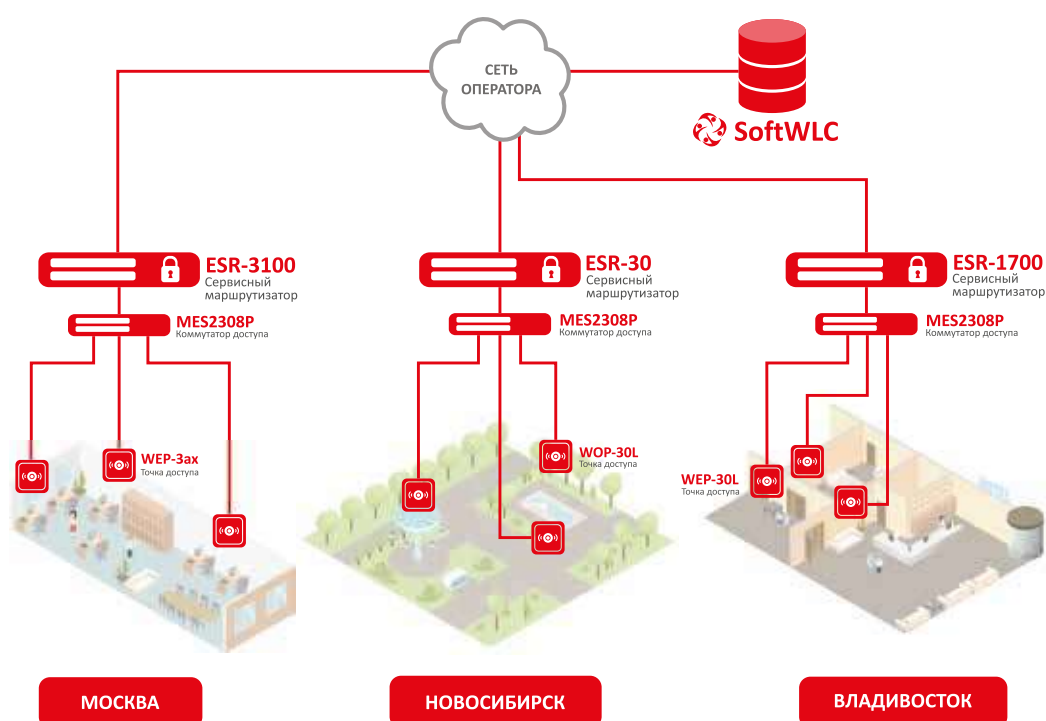 СЕТЬ
ОПЕРАТОРА
SoftWLC
ESR-3100
Сервисный
маршрутизатор
MES2308P
Коммутатор доступа
WEP-3ax
Точка доступа
МОСКВА
ESR-30
Сервисный
маршрутизатор
MES2308P
Коммутатор доступа
WOP-30L
Точка доступа
НОВОСИБИРСК
ESR-1700
Сервисный
маршрутизатор
MES2308P
Коммутатор доступа
WEP-30L
Точка доступа
ВЛАДИВОСТОК